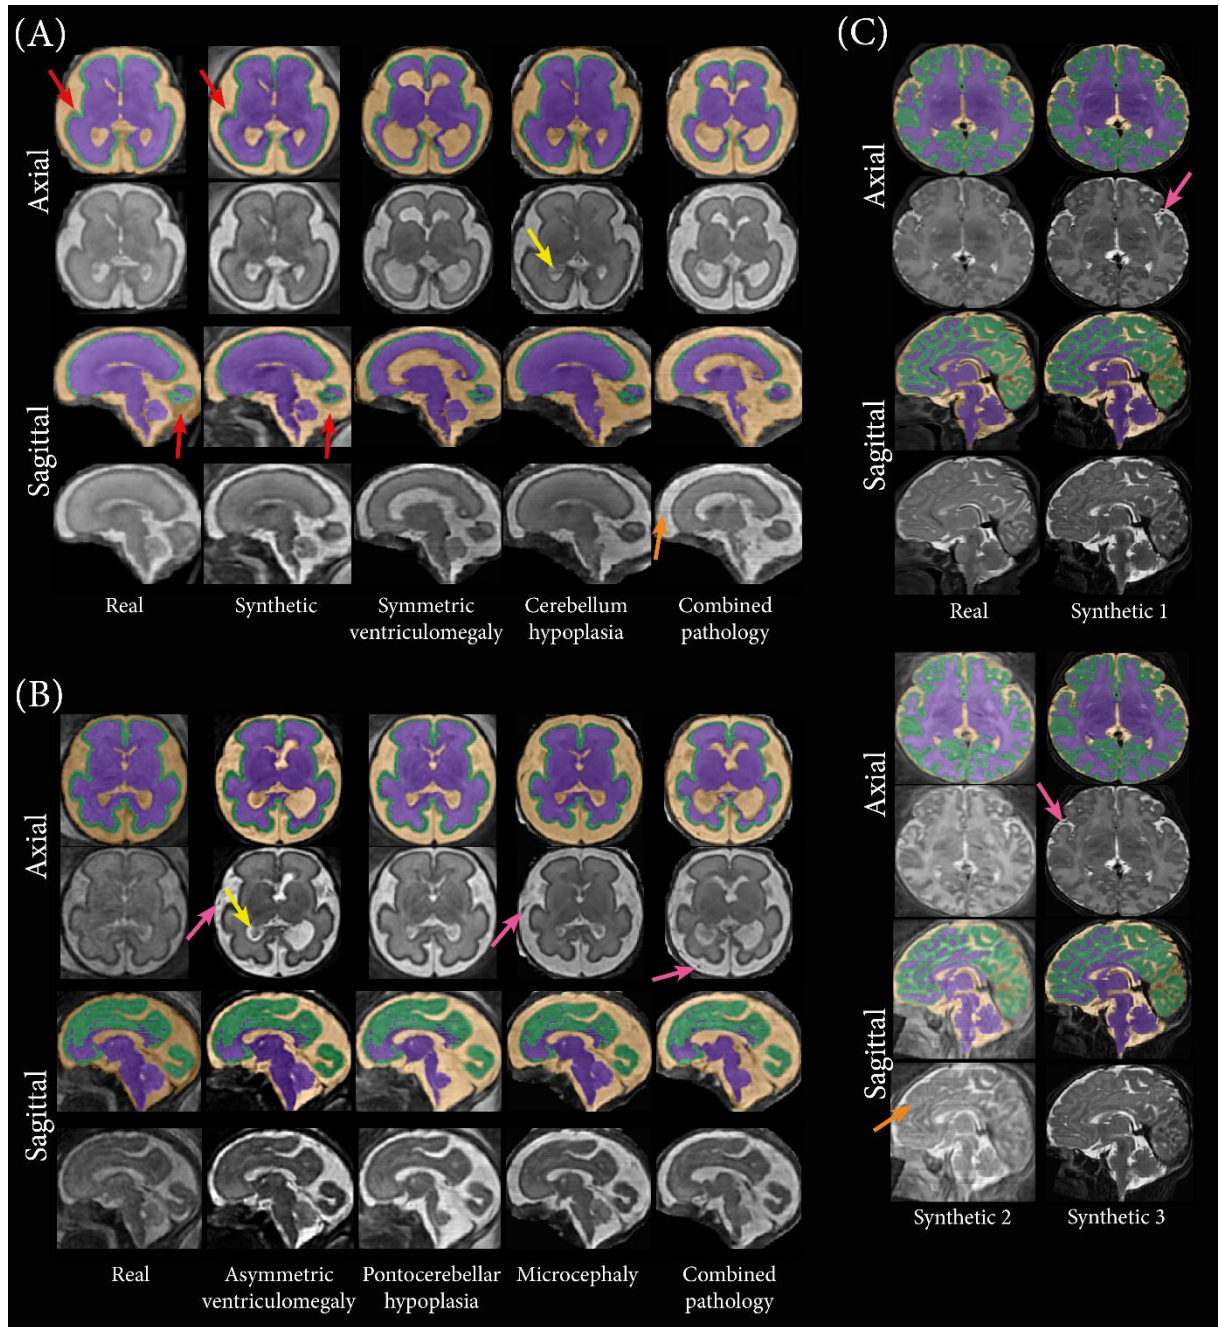 (A)
Axial
Sagittal
Real
Synthetic
Symmetric
ventriculomegaly
Cerebellum
hypoplasia
Combined
pathology
(B)
Axial
Sagittal
Real
Asymmetric
ventriculomegaly
Pontocerebellar
hypoplasia
Microcephaly
Combined
pathology
(C)
Axial
Sagittal
Real
Synthetic 1
Axial
Sagittal
Synthetic 2
Synthetic 3